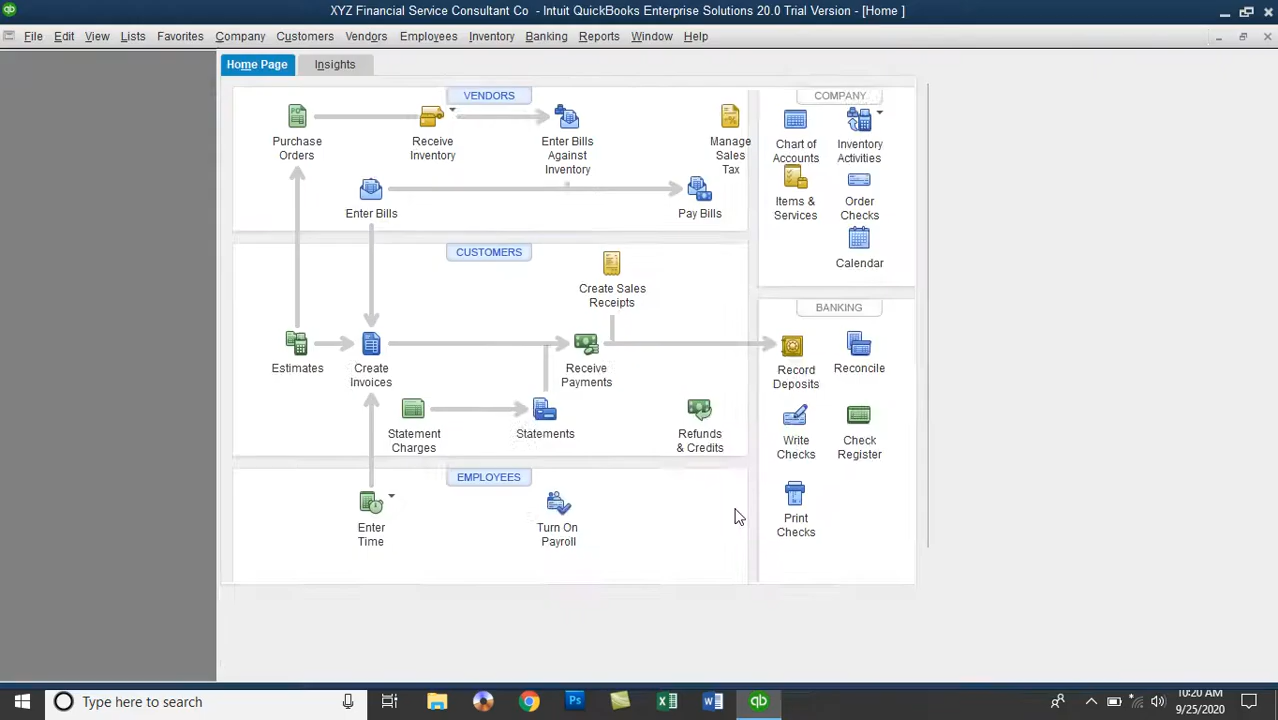 qb
XYZ Financial Service Consultant Co - Intuit QuickBooks Enterprise Solutions 20.0 Trial Version - [Home ]
File Edit View Lists Favorites Company Customers Vendors Employees Inventory Banking Reports Window Help
Home Page Insights
VENDORS
Purchase
Orders
Receive
Inventory
Enter Bills
Against
Inventory
Manage
Sales
Tax
Enter Bills
Pay Bills
CUSTOMERS
Create Sales
Receipts
Estimates
Create
Invoices
Receive
Payments
Statement
Charges
Statements
Refunds
& Credits
EMPLOYEES
Enter
Time
Turn On
Payroll
COMPANY
Chart of
Accounts
Inventory
Activities
Items &
Services
Order
Checks
Calendar
BANKING
Record
Deposits
Reconcile
Write
Checks
Check
Register
Print
Checks
Type here to search
Ps
qb
10:20 AM
9/25/2020